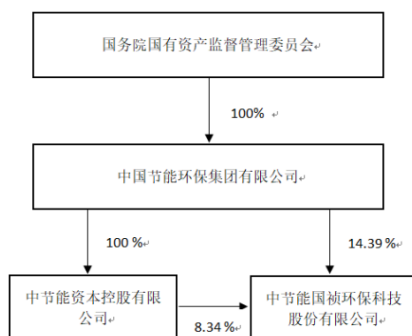 国务院国有资产监督管理委员会
100%
中国节能环保集团有限公司
100 %
14.39 %
中节能资本控股有限
公司
8.34 %
中节能国祯环保科技
股份有限公司